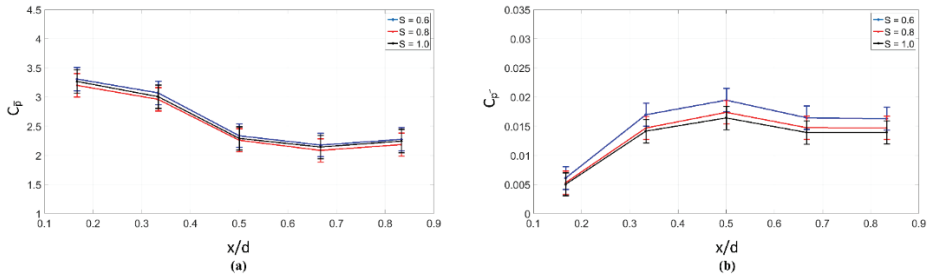 4.5
4
3.5
3
2.5
2
1.5
1
C p̄
0.1 0.2 0.3 0.4 0.5 0.6 0.7 0.8 0.9
x/d
(a)
S = 0.6
S = 0.8
S = 1.0
0.035
0.03
0.025
0.02
0.015
0.01
0.005
0
C p′
0.1 0.2 0.3 0.4 0.5 0.6 0.7 0.8 0.9
x/d
(b)
S = 0.6
S = 0.8
S = 1.0